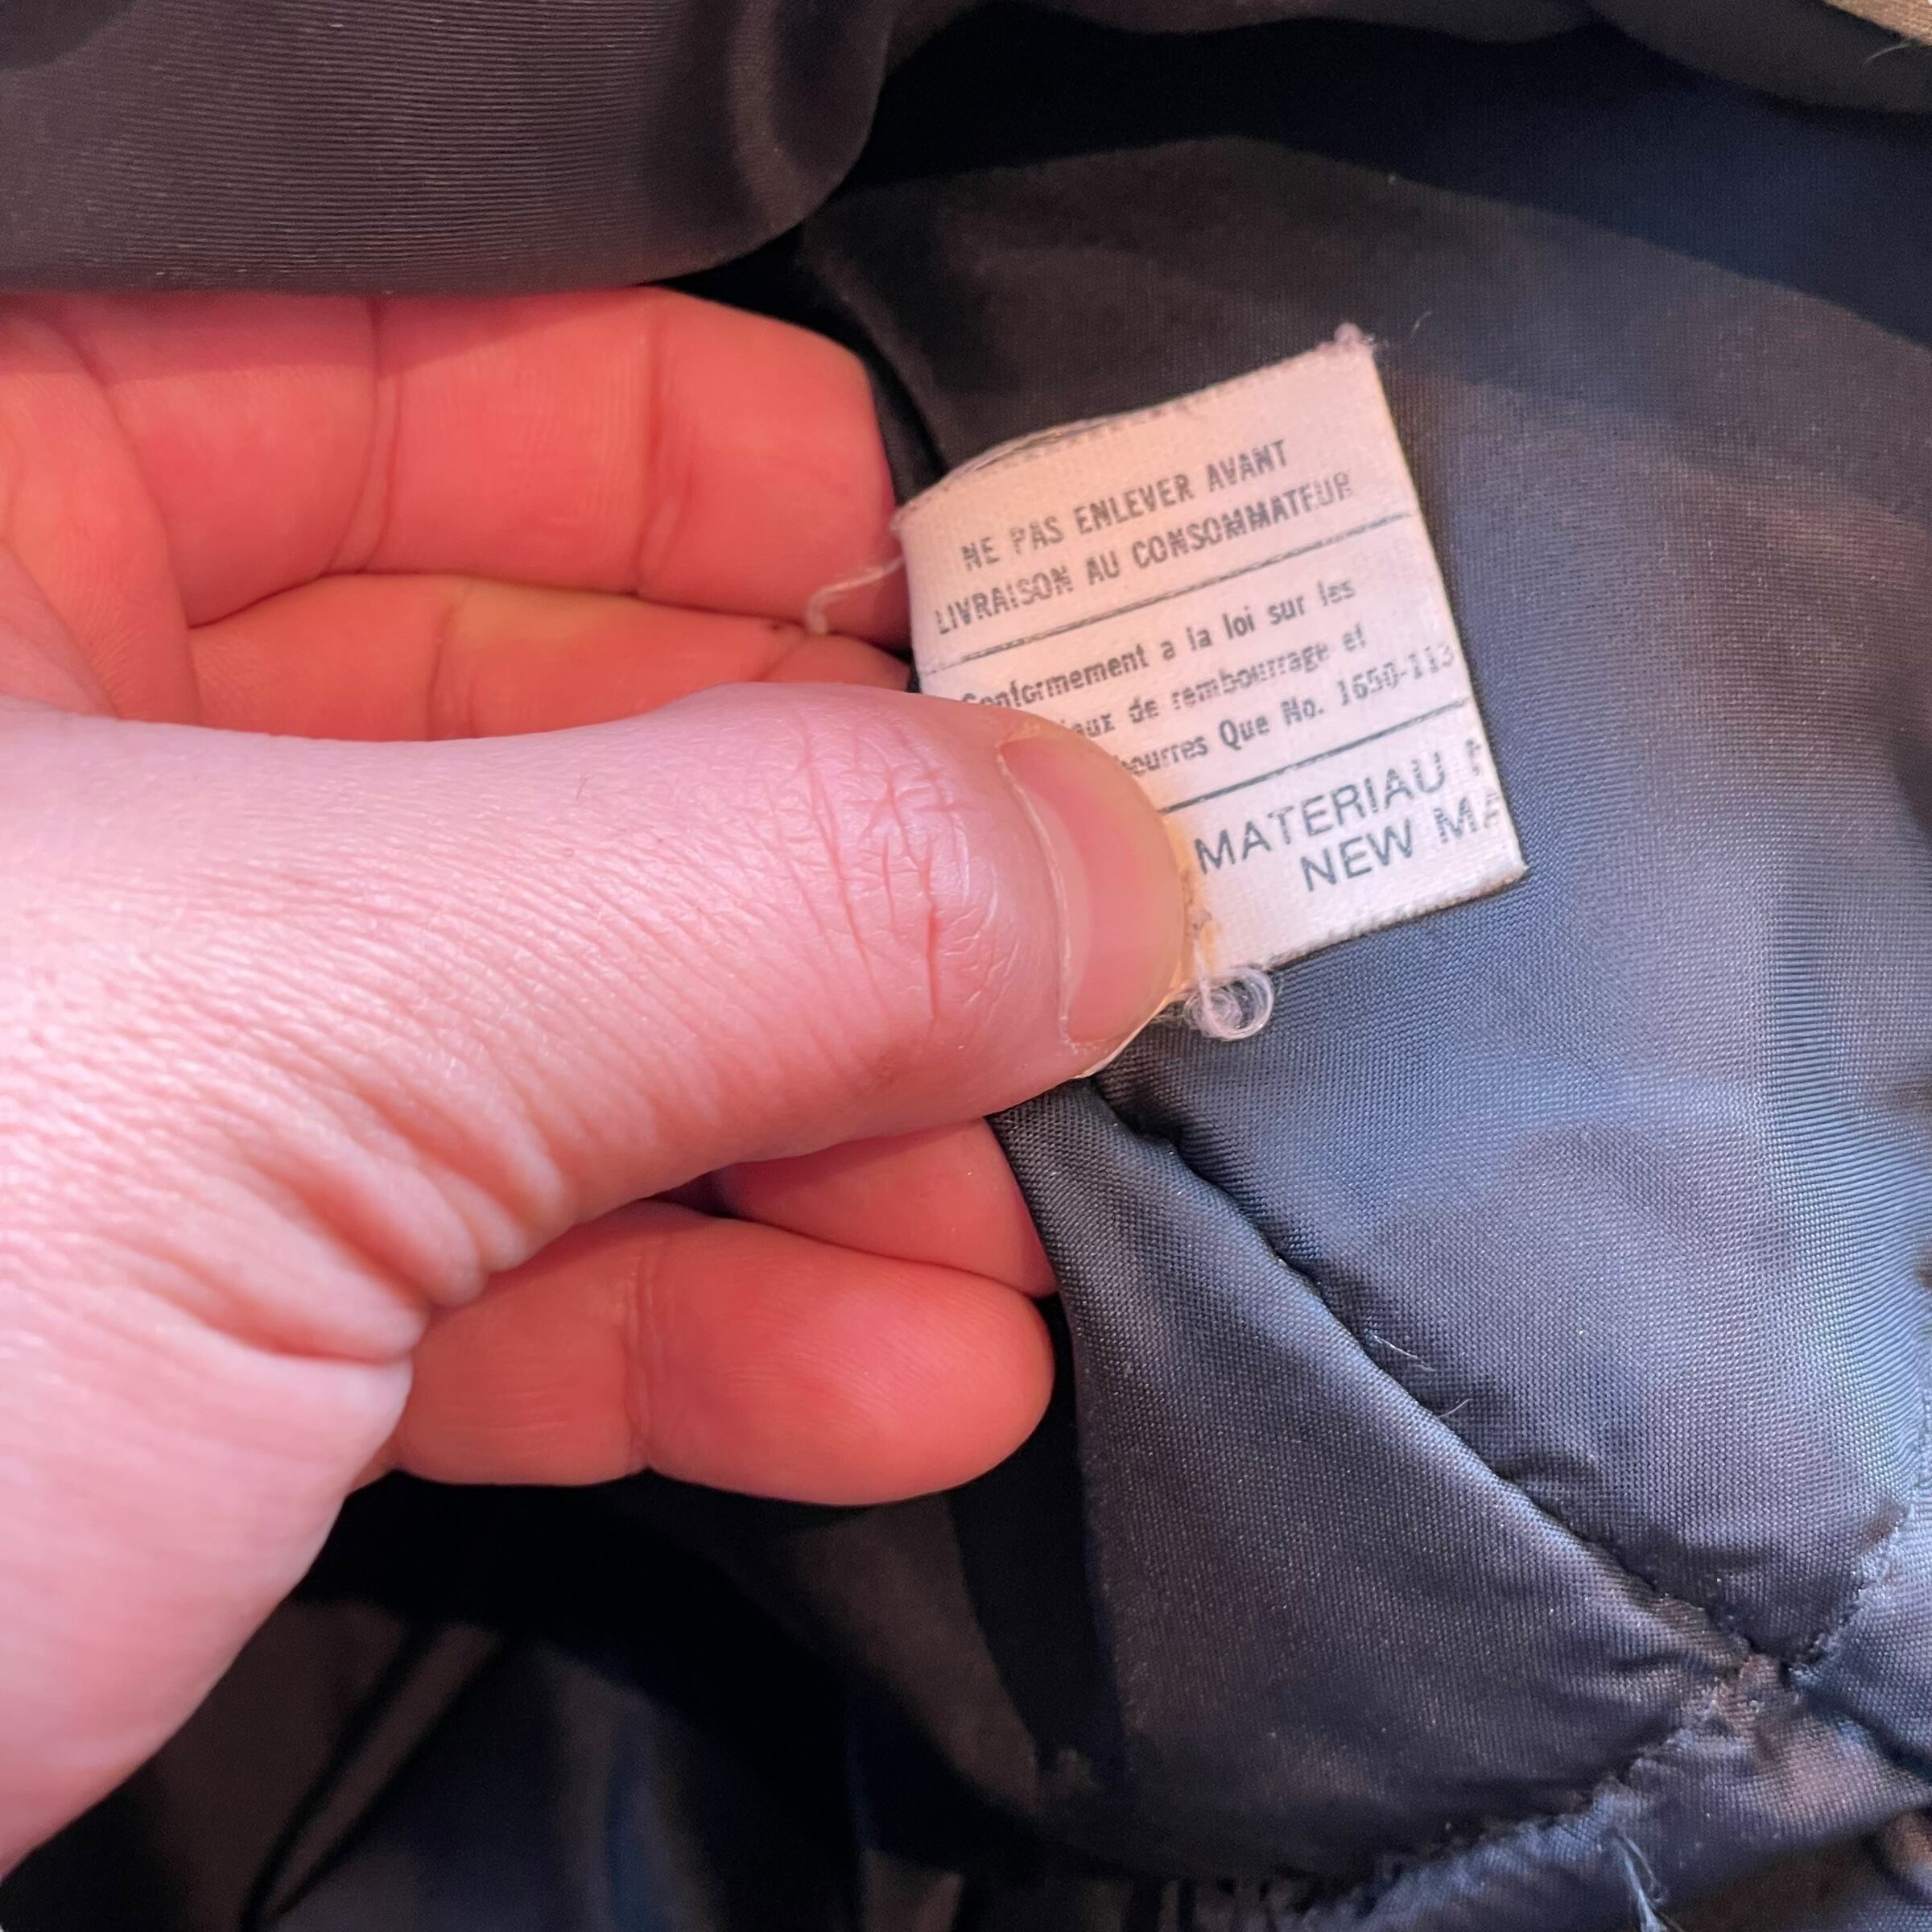 NE PAS ENLEVER AVANT
LIVRAISON AU CONSOMMATEUR
Conformement a la loi sur les
de rembourrage et
Que No. 1650-113
MATERIAU
NEW